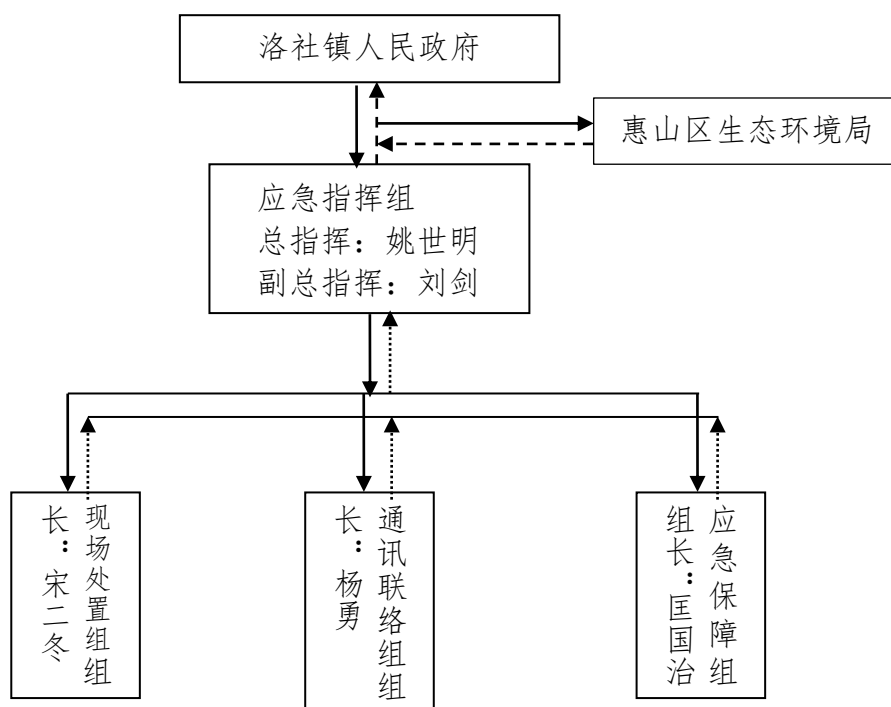 洛社镇人民政府
惠山区生态环境局
应急指挥组
总指挥：姚世明
副总指挥：刘剑
现场处置组组
长：宋二冬
通讯联络组组
长：杨勇
应急保障组
组长：匡国治